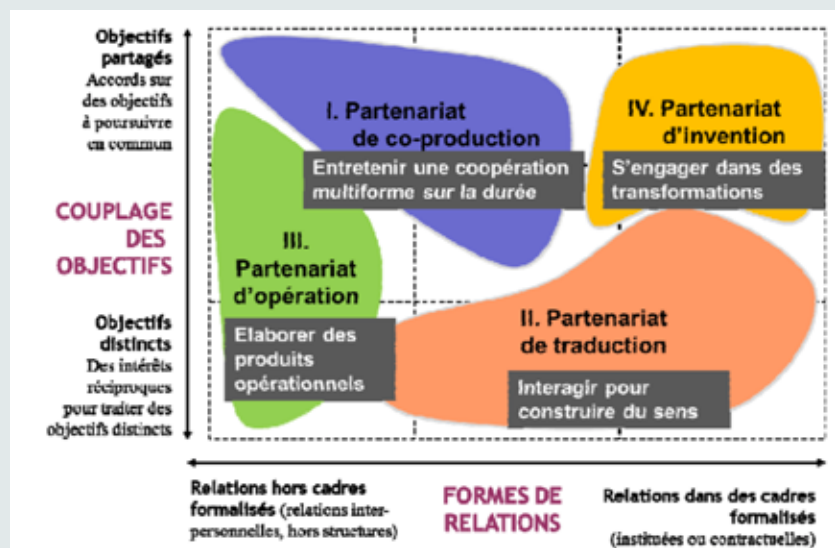 Objectifs
partagés
Accords sur
des objectifs
à poursuivre
en commun
COUPLAGE
DES
OBJECTIFS
Objectifs
distincts
Des intérêts
réciproques
pour traiter des
objectifs distincts
I. Partenariat
de co-production
Entretenir une coopération
multiforme sur la durée
IV. Partenariat
d'invention
S'engager dans des
transformations
III.
Partenariat
d'opération
Elaborer des
produits
opérationnels
II. Partenariat
de traduction
Interagir pour
construire du sens
Relations hors cadres
formalisés (relations inter-
personnelles, hors structures)
FORMES DE
RELATIONS
Relations dans des cadres
formalisés
(instituées ou contractuelles)